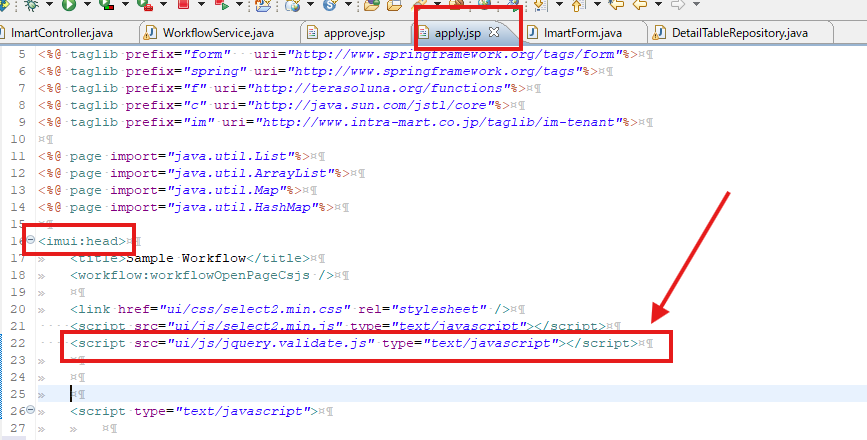 ImartController.java
WorkflowService.java
approve.jsp
apply.jsp
ImartForm.java
DetailTableRepository.java
5 <%@ taglib prefix="form" uri="http://www.springframework.org/tags/form"%>
6 <%@ taglib prefix="spring" uri="http://www.springframework.org/tags"%>
7 <%@ taglib prefix="f" uri="http://terasoluna.org/functions"%>
8 <%@ taglib prefix="c" uri="http://java.sun.com/jstl/core"%>
9 <%@ taglib prefix="im" uri="http://www.intra-mart.co.jp/taglib/im-tenant"%>
10
11 <%@ page import="java.util.List"%>
12 <%@ page import="java.util.ArrayList"%>
13 <%@ page import="java.util.Map"%>
14 <%@ page import="java.util.HashMap"%>
15
16 <imui:head>
17 <title>Sample Workflow</title>
18 <workflow:workflowOpenPageCsjs />
19
20 <link href="ui/css/select2.min.css" rel="stylesheet" />
21 <script src="ui/js/select2.min.js" type="text/javascript"></script>
22 <script src="ui/js/jquery.validate.js" type="text/javascript"></script>
23
24
25
26 <script type="text/javascript">
27